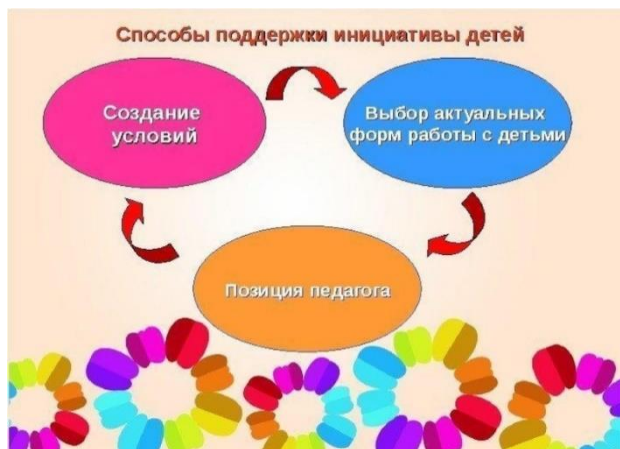 Способы поддержки инициативы детей
Создание
условий
Выбор актуальных
форм работы с детьми
Позиция педагога